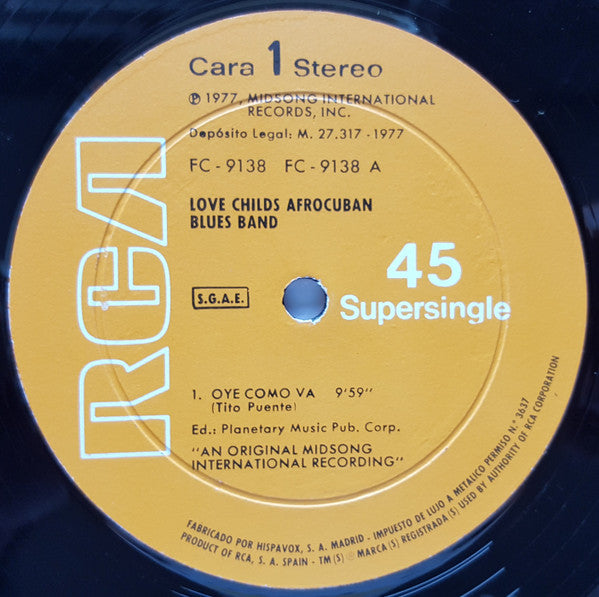 Cara 1 Stereo
℗ 1977, MIDSONG INTERNATIONAL
RECORDS, INC.
Depósito Legal: M. 27.317 - 1977
FC - 9138 FC - 9138 A
LOVE CHILDS AFROCUBAN
BLUES BAND
RCA
S.G.A.E.
45
Supersingle
1. OYE COMO VA 9'59"
(Tito Puente)
Ed.: Planetary Music Pub. Corp.
"AN ORIGINAL MIDSONG
INTERNATIONAL RECORDING"
FABRICADO POR HISPAVOX, S. A. MADRID - IMPUESTO DE LUJO A METALICO PERMISO N.º 3637
PRODUCT OF RCA, S. A. SPAIN - TM(S) ® MARCA(S) REGISTRADA(S) USED BY AUTHORITY OF RCA CORPORATION